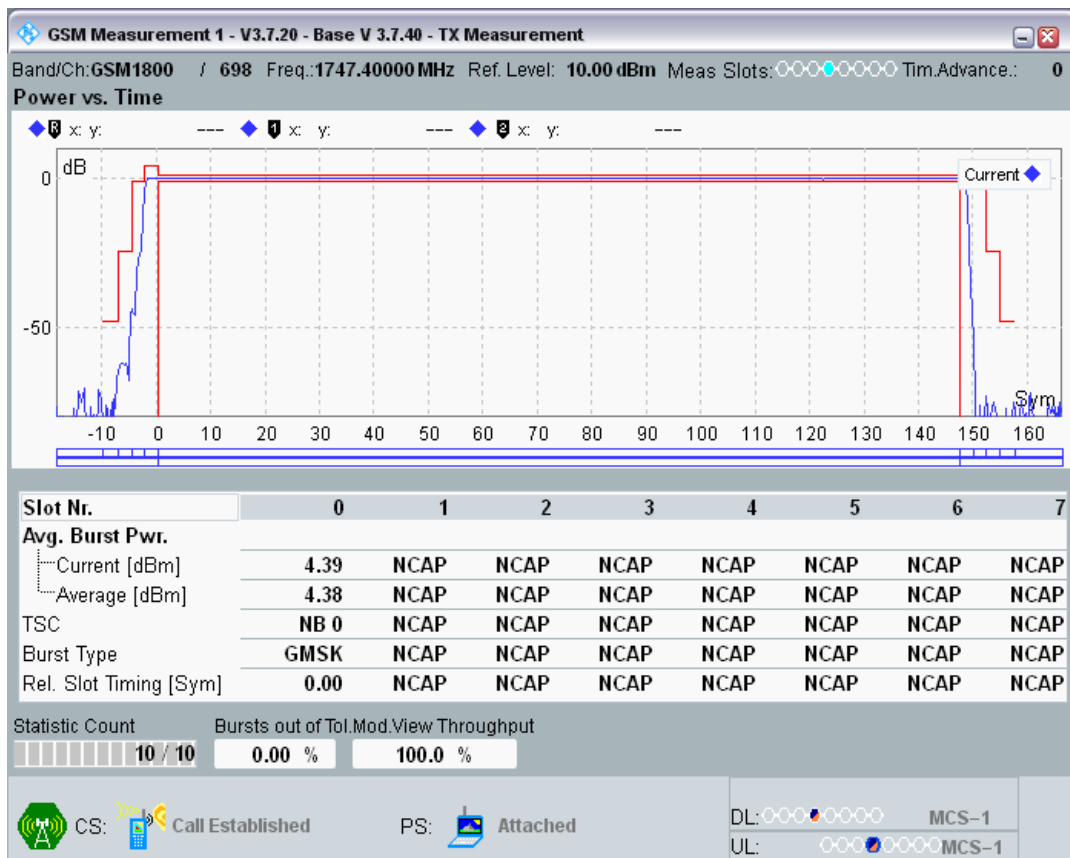 GSM Measurement 1 - V3.7.20 - Base V 3.7.40 - TX Measurement
Band/Ch:GSM1800 / 698 Freq.:1747.40000 MHz Ref. Level: 10.00 dBm Meas Slots: Tim.Advance.: 0
Power vs. Time
R x: y: --- 1 x: y: --- 2 x: y: ---
dB
Current
0
-50
Sym
-10 0 10 20 30 40 50 60 70 80 90 100 110 120 130 140 150 160
Slot Nr. 0 1 2 3 4 5 6 7
Avg. Burst Pwr.
Current [dBm] 4.39 NCAP NCAP NCAP NCAP NCAP NCAP NCAP
Average [dBm] 4.38 NCAP NCAP NCAP NCAP NCAP NCAP NCAP
TSC NB 0 NCAP NCAP NCAP NCAP NCAP NCAP NCAP
Burst Type GMSK NCAP NCAP NCAP NCAP NCAP NCAP NCAP
Rel. Slot Timing [Sym] 0.00 NCAP NCAP NCAP NCAP NCAP NCAP NCAP
Statistic Count Bursts out of Tol.Mod.View Throughput
10 / 10 0.00 % 100.0 %
CS: Call Established PS: Attached
DL: MCS-1
UL: MCS-1